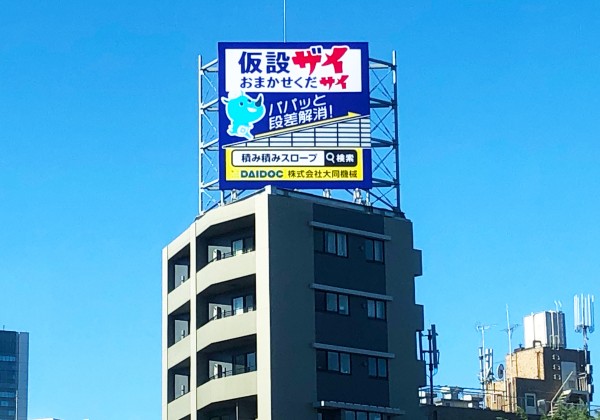 仮設ザイ
おまかせくだサイ
パパッと
段差解消!
積み積みスロープ 検索
DAIDOC 株式会社大同機械